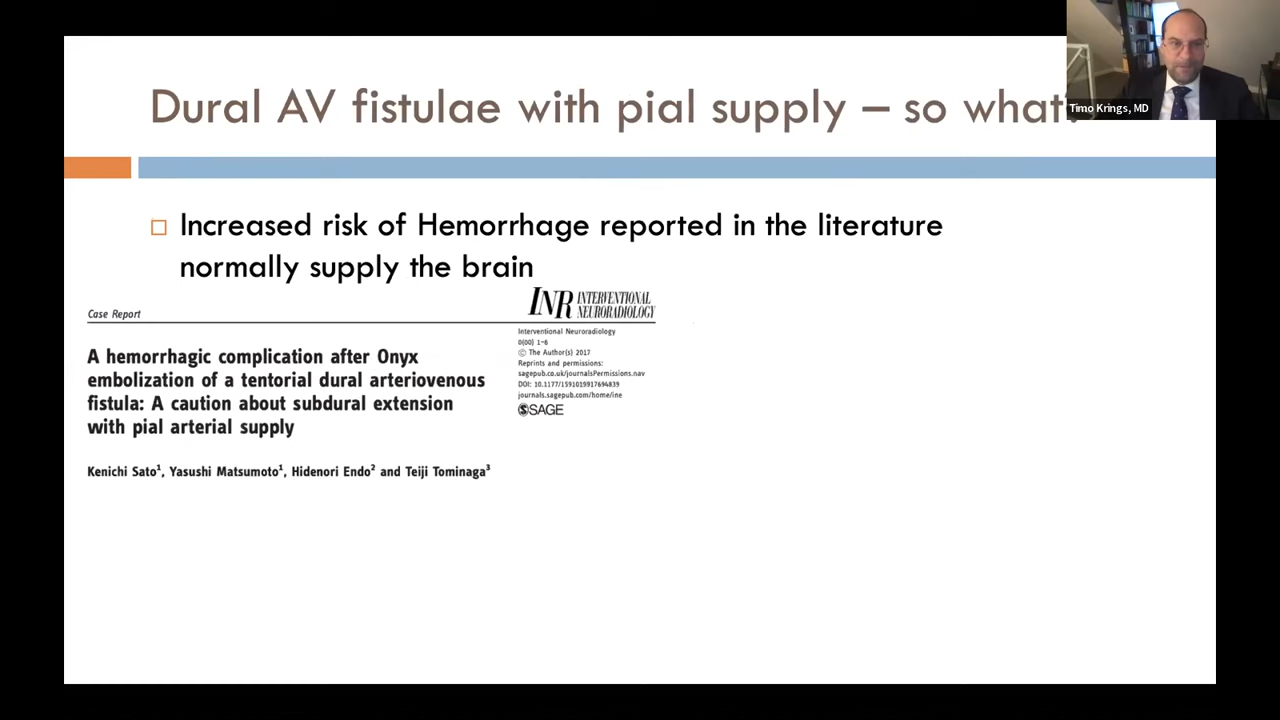 Dural AV fistulae with pial supply – so what?
Timo Krings, MD
Increased risk of Hemorrhage reported in the literature
normally supply the brain
Case Report
INR INTERVENTIONAL
NEURORADIOLOGY
A hemorrhagic complication after Onyx
embolization of a tentorial dural arteriovenous
fistula: A caution about subdural extension
with pial arterial supply
Interventional Neuroradiology
0(00) 1–6
© The Author(s) 2017
Reprints and permissions:
sagepub.co.uk/journalsPermissions.nav
DOI: 10.1177/1591019917694839
journals.sagepub.com/home/ine
SAGE
Kenichi Sato¹, Yasushi Matsumoto¹, Hidenori Endo² and Teiji Tominaga³